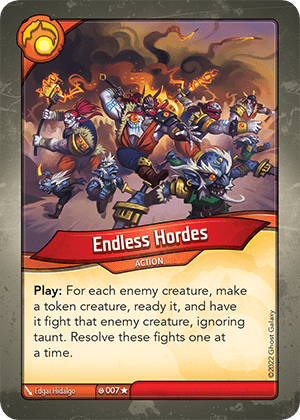 Endless Hordes
ACTION
Play: For each enemy creature, make
a token creature, ready it, and have
it fight that enemy creature, ignoring
taunt. Resolve these fights one at
a time.
©2022 Ghost Galaxy
Edgar Hidalgo
007★